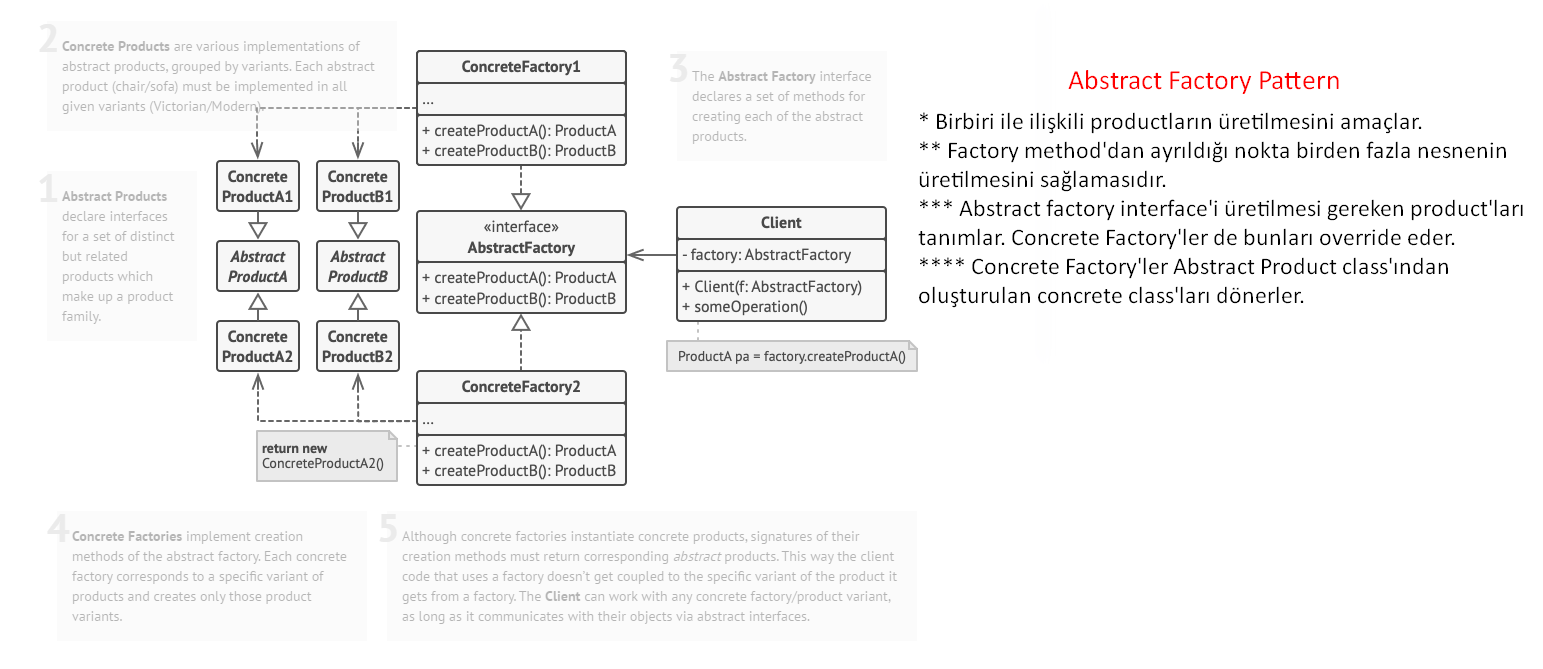 2
Concrete Products are various implementations of
abstract products, grouped by variants. Each abstract
product (chair/sofa) must be implemented in all
given variants (Victorian/Modern).
1
Abstract Products
declare interfaces
for a set of distinct
but related
products which
make up a product
family.
Concrete
ProductA1
Concrete
ProductB1
Abstract
ProductA
Abstract
ProductB
Concrete
ProductA2
Concrete
ProductB2
ConcreteFactory1
...
+ createProductA(): ProductA
+ createProductB(): ProductB
«interface»
AbstractFactory
+ createProductA(): ProductA
+ createProductB(): ProductB
ConcreteFactory2
...
+ createProductA(): ProductA
+ createProductB(): ProductB
return new
ConcreteProductA2()
3
The Abstract Factory interface
declares a set of methods for
creating each of the abstract
products.
Client
- factory: AbstractFactory
+ Client(f: AbstractFactory)
+ someOperation()
ProductA pa = factory.createProductA()
Abstract Factory Pattern
* Birbiri ile ilişkili productların üretilmesini amaçlar.
** Factory method'dan ayrıldığı nokta birden fazla nesnenin
üretilmesini sağlamasıdır.
*** Abstract factory interface'i üretilmesi gereken product'ları
tanımlar. Concrete Factory'ler de bunları override eder.
**** Concrete Factory'ler Abstract Product class'ından
oluşturulan concrete class'ları dönerler.
4
Concrete Factories implement creation
methods of the abstract factory. Each concrete
factory corresponds to a specific variant of
products and creates only those product
variants.
5
Although concrete factories instantiate concrete products, signatures of their
creation methods must return corresponding abstract products. This way the client
code that uses a factory doesn't get coupled to the specific variant of the product it
gets from a factory. The Client can work with any concrete factory/product variant,
as long as it communicates with their objects via abstract interfaces.